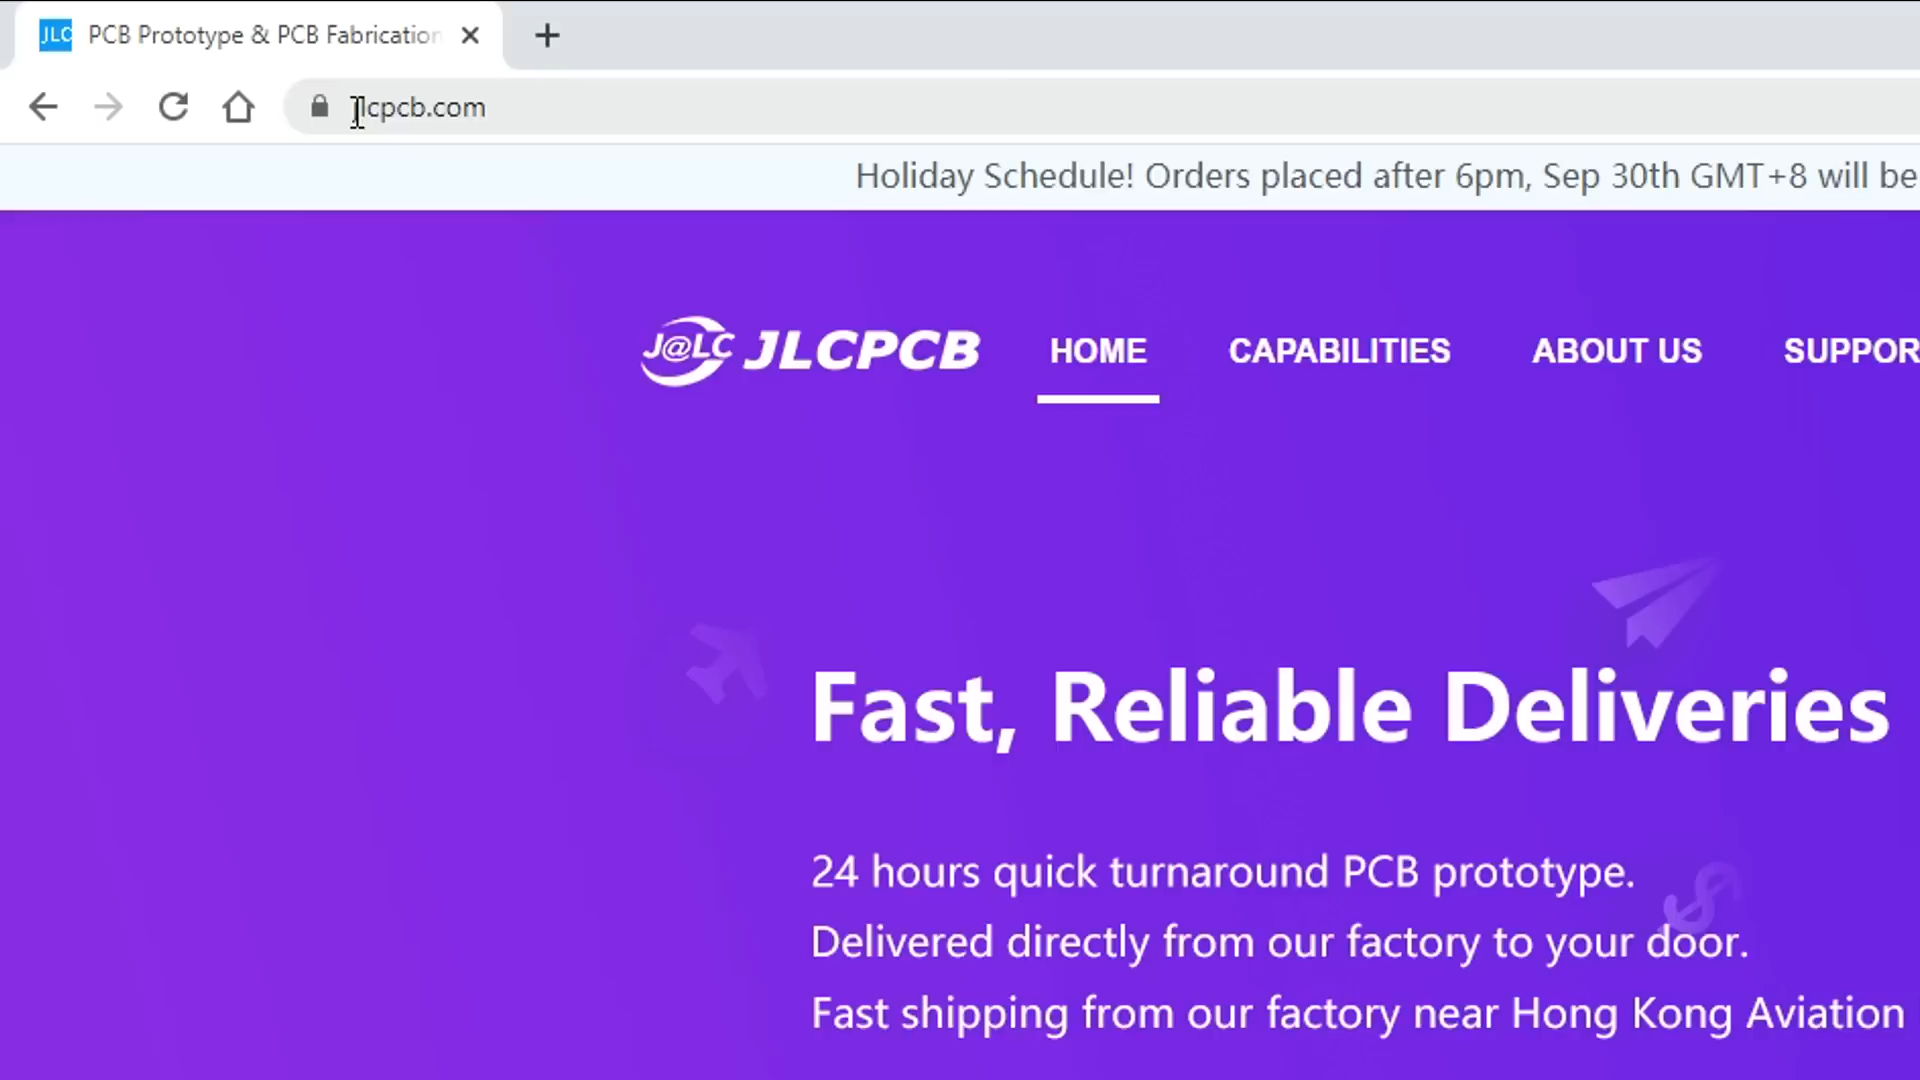 JLC PCB Prototype & PCB Fabrication
jlcpcb.com
Holiday Schedule! Orders placed after 6pm, Sep 30th GMT+8 will be
J@LC JLCPCB HOME CAPABILITIES ABOUT US SUPPOR
Fast, Reliable Deliveries
24 hours quick turnaround PCB prototype.
Delivered directly from our factory to your door.
Fast shipping from our factory near Hong Kong Aviation